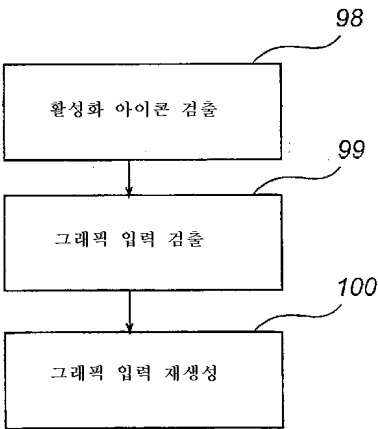 98
활성화 아이콘 검출
99
그래픽 입력 검출
100
그래픽 입력 재생성